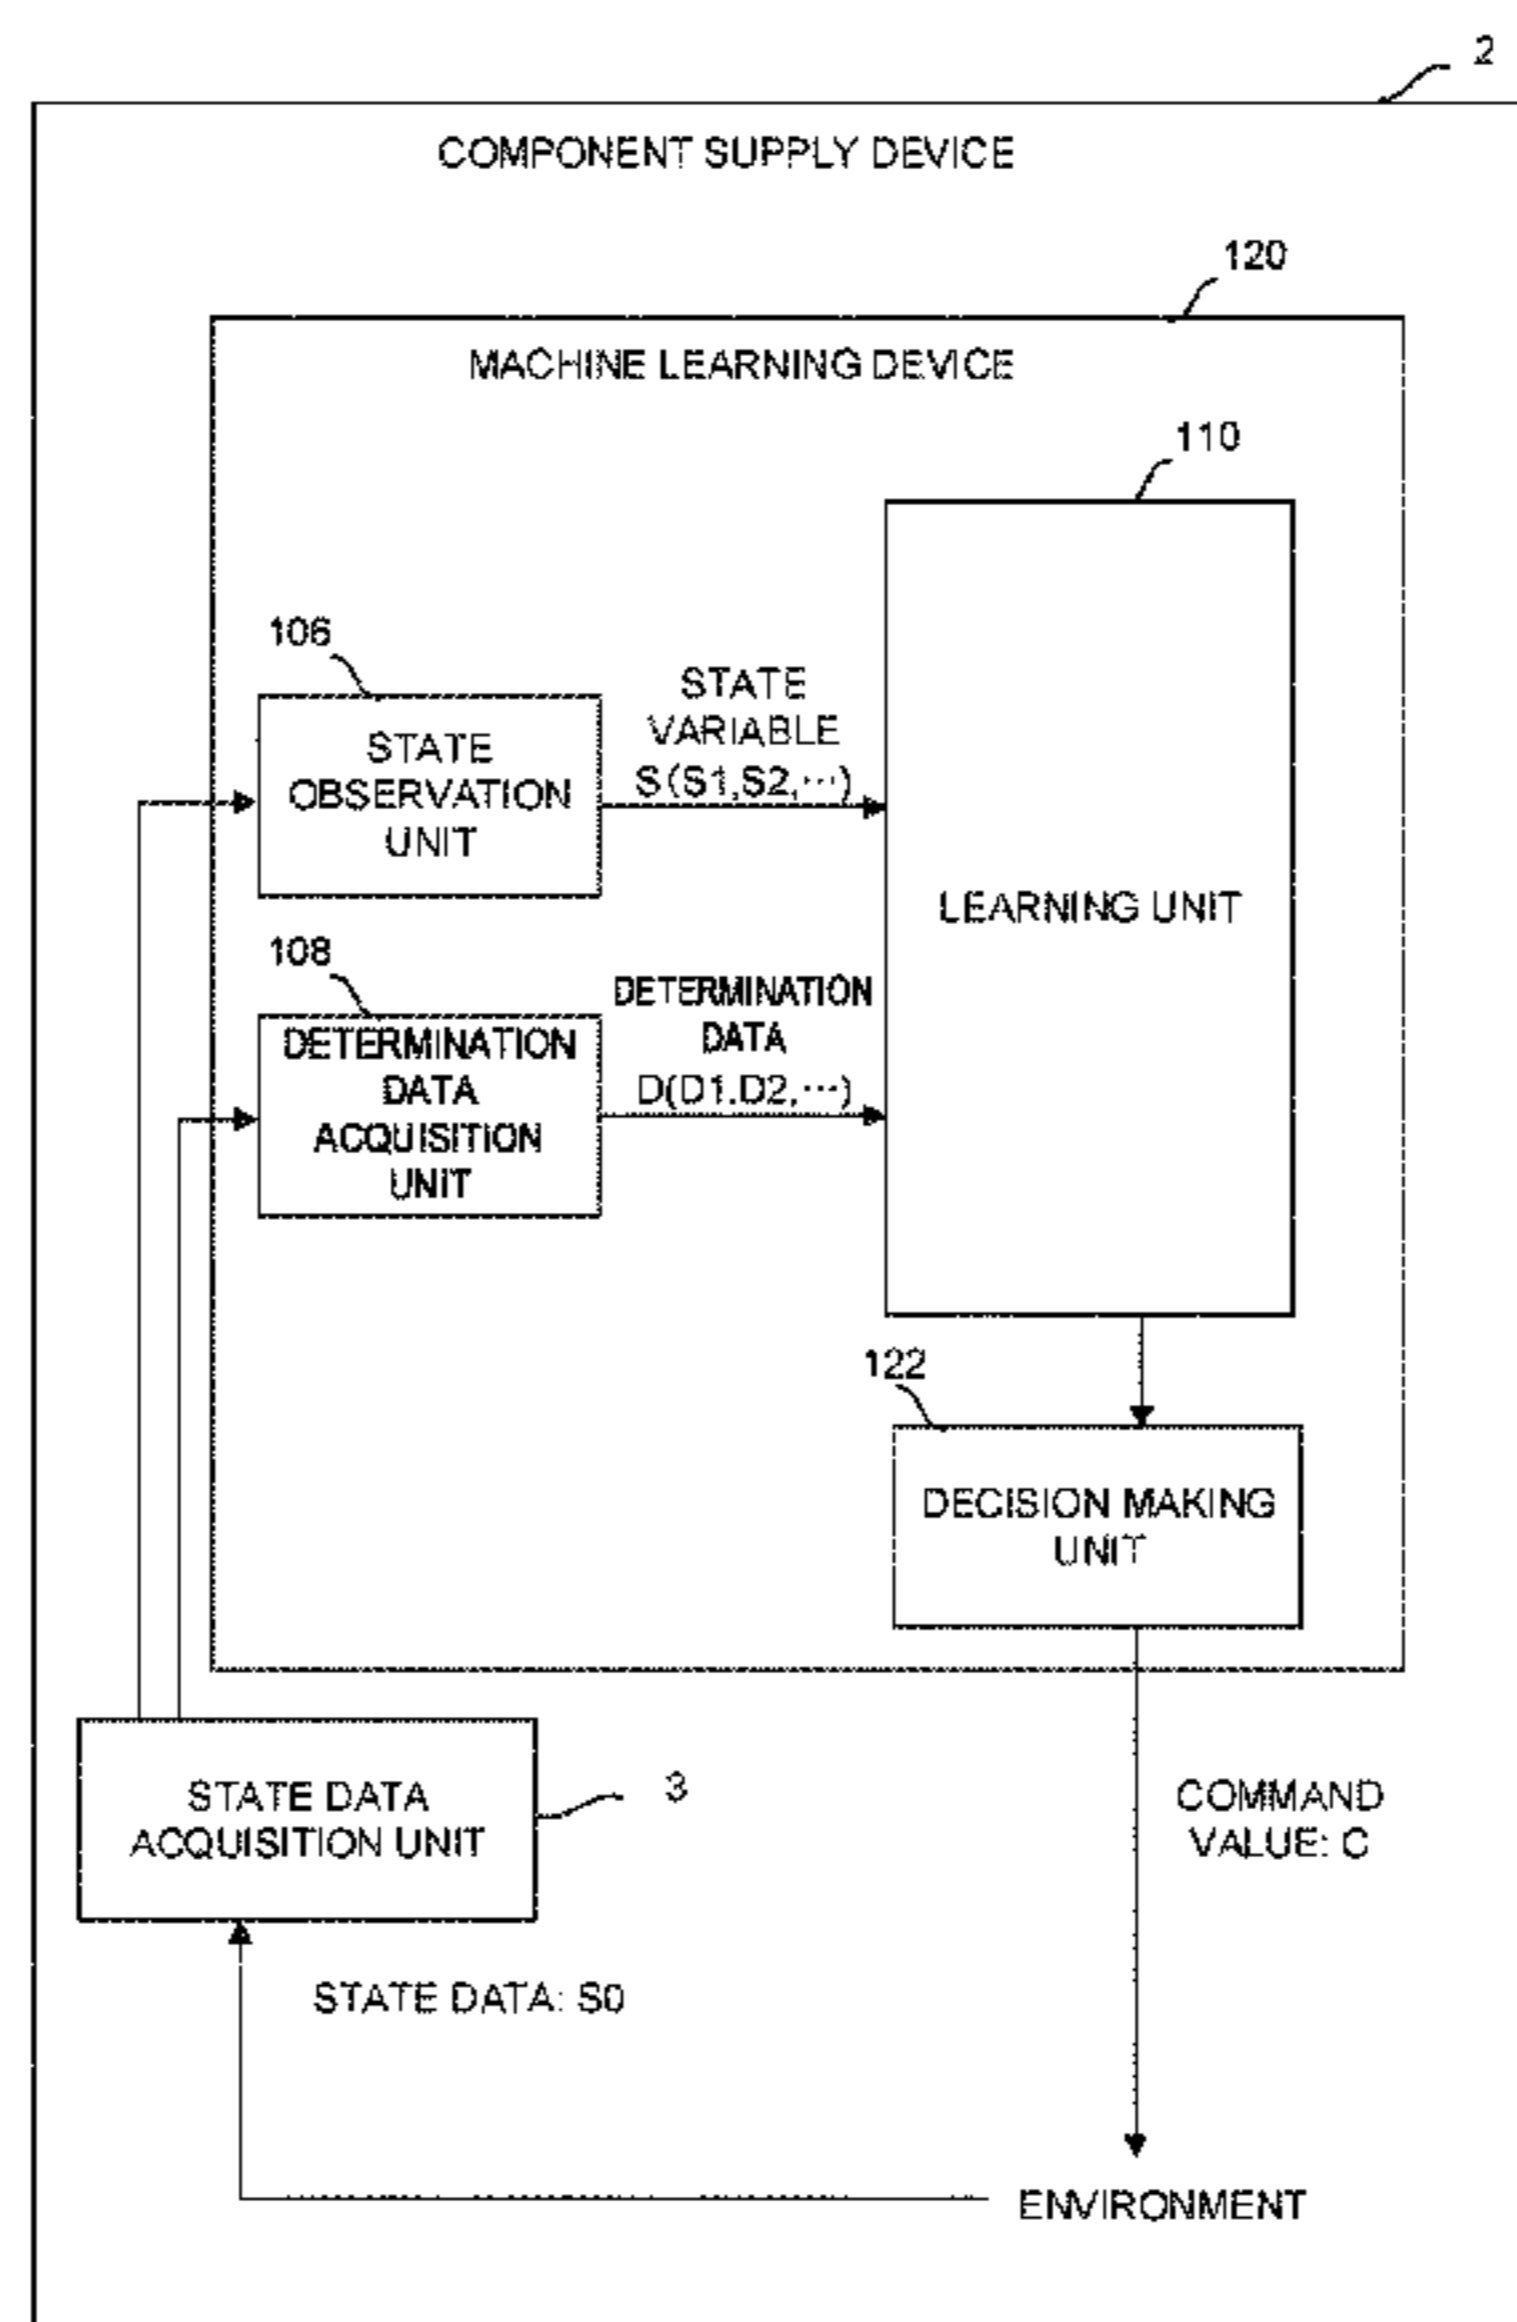 2
COMPONENT SUPPLY DEVICE
120
MACHINE LEARNING DEVICE
110
106
STATE
OBSERVATION
UNIT
STATE
VARIABLE
S(S1,S2,…)
LEARNING UNIT
108
DETERMINATION
DATA
ACQUISITION
UNIT
DETERMINATION
DATA
D(D1.D2,…)
122
DECISION MAKING
UNIT
STATE DATA
ACQUISITION UNIT
3
COMMAND
VALUE: C
STATE DATA: S0
ENVIRONMENT